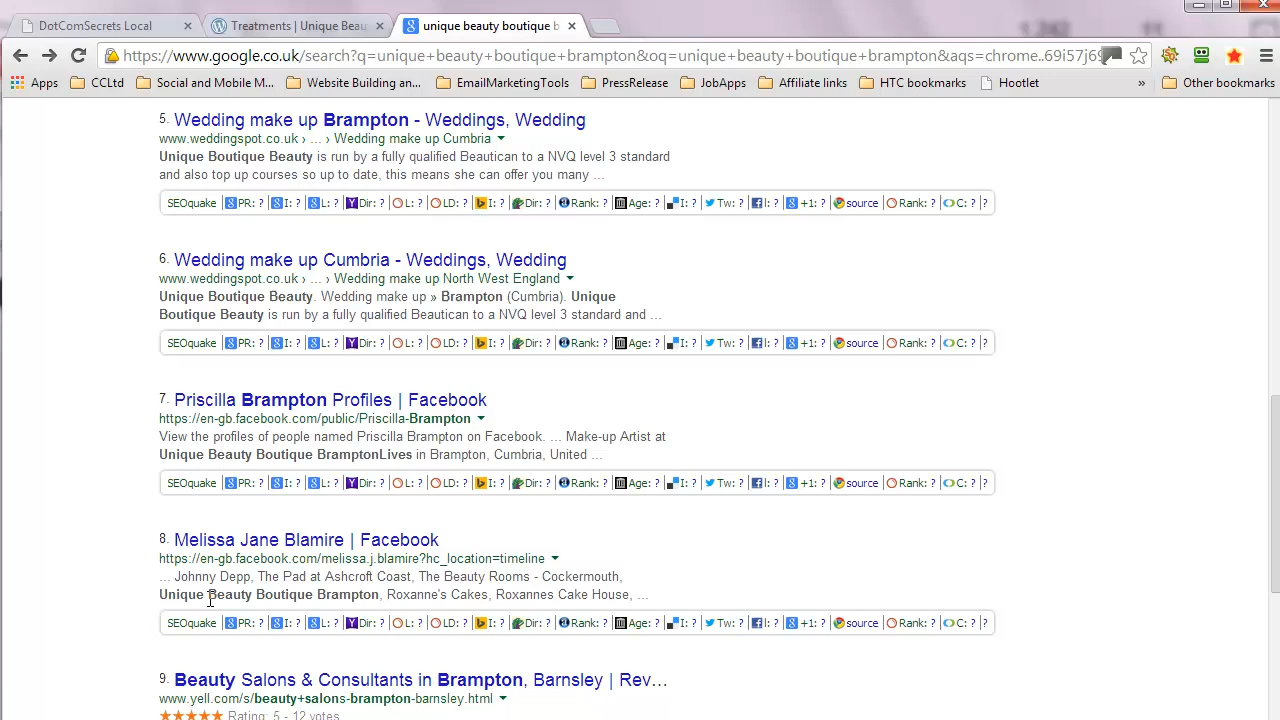 DotComSecrets Local
Treatments | Unique Beau
unique beauty boutique b
https://www.google.co.uk/search?q=unique+beauty+boutique+brampton&oq=unique+beauty+boutique+brampton&aqs=chrome..69i57j69
Apps CCLtd Social and Mobile M... Website Building an... EmailMarketingTools PressRelease JobApps Affiliate links HTC bookmarks Hootlet » Other bookmarks
5. Wedding make up Brampton - Weddings, Wedding
www.weddingspot.co.uk › ... › Wedding make up Cumbria
Unique Boutique Beauty is run by a fully qualified Beautican to a NVQ level 3 standard
and also top up courses so up to date, this means she can offer you many ...
SEOquake PR: ? I: ? L: ? Dir: ? L: ? LD: ? I: ? Dir: ? Rank: ? Age: ? I: ? Tw: ? l: ? +1: ? source Rank: ? C: ? ?
6. Wedding make up Cumbria - Weddings, Wedding
www.weddingspot.co.uk › ... › Wedding make up North West England
Unique Boutique Beauty. Wedding make up » Brampton (Cumbria). Unique
Boutique Beauty is run by a fully qualified Beautican to a NVQ level 3 standard and ...
SEOquake PR: ? I: ? L: ? Dir: ? L: ? LD: ? I: ? Dir: ? Rank: ? Age: ? I: ? Tw: ? l: ? +1: ? source Rank: ? C: ? ?
7. Priscilla Brampton Profiles | Facebook
https://en-gb.facebook.com/public/Priscilla-Brampton
View the profiles of people named Priscilla Brampton on Facebook. ... Make-up Artist at
Unique Beauty Boutique BramptonLives in Brampton, Cumbria, United ...
SEOquake PR: ? I: ? L: ? Dir: ? L: ? LD: ? I: ? Dir: ? Rank: ? Age: ? I: ? Tw: ? l: ? +1: ? source Rank: ? C: ? ?
8. Melissa Jane Blamire | Facebook
https://en-gb.facebook.com/melissa.j.blamire?hc_location=timeline
... Johnny Depp, The Pad at Ashcroft Coast, The Beauty Rooms - Cockermouth,
Unique Beauty Boutique Brampton, Roxanne's Cakes, Roxannes Cake House, ...
SEOquake PR: ? I: ? L: ? Dir: ? L: ? LD: ? I: ? Dir: ? Rank: ? Age: ? I: ? Tw: ? l: ? +1: ? source Rank: ? C: ? ?
9. Beauty Salons & Consultants in Brampton, Barnsley | Rev...
www.yell.com/s/beauty+salons-brampton-barnsley.html
Rating: 5 - 12 votes